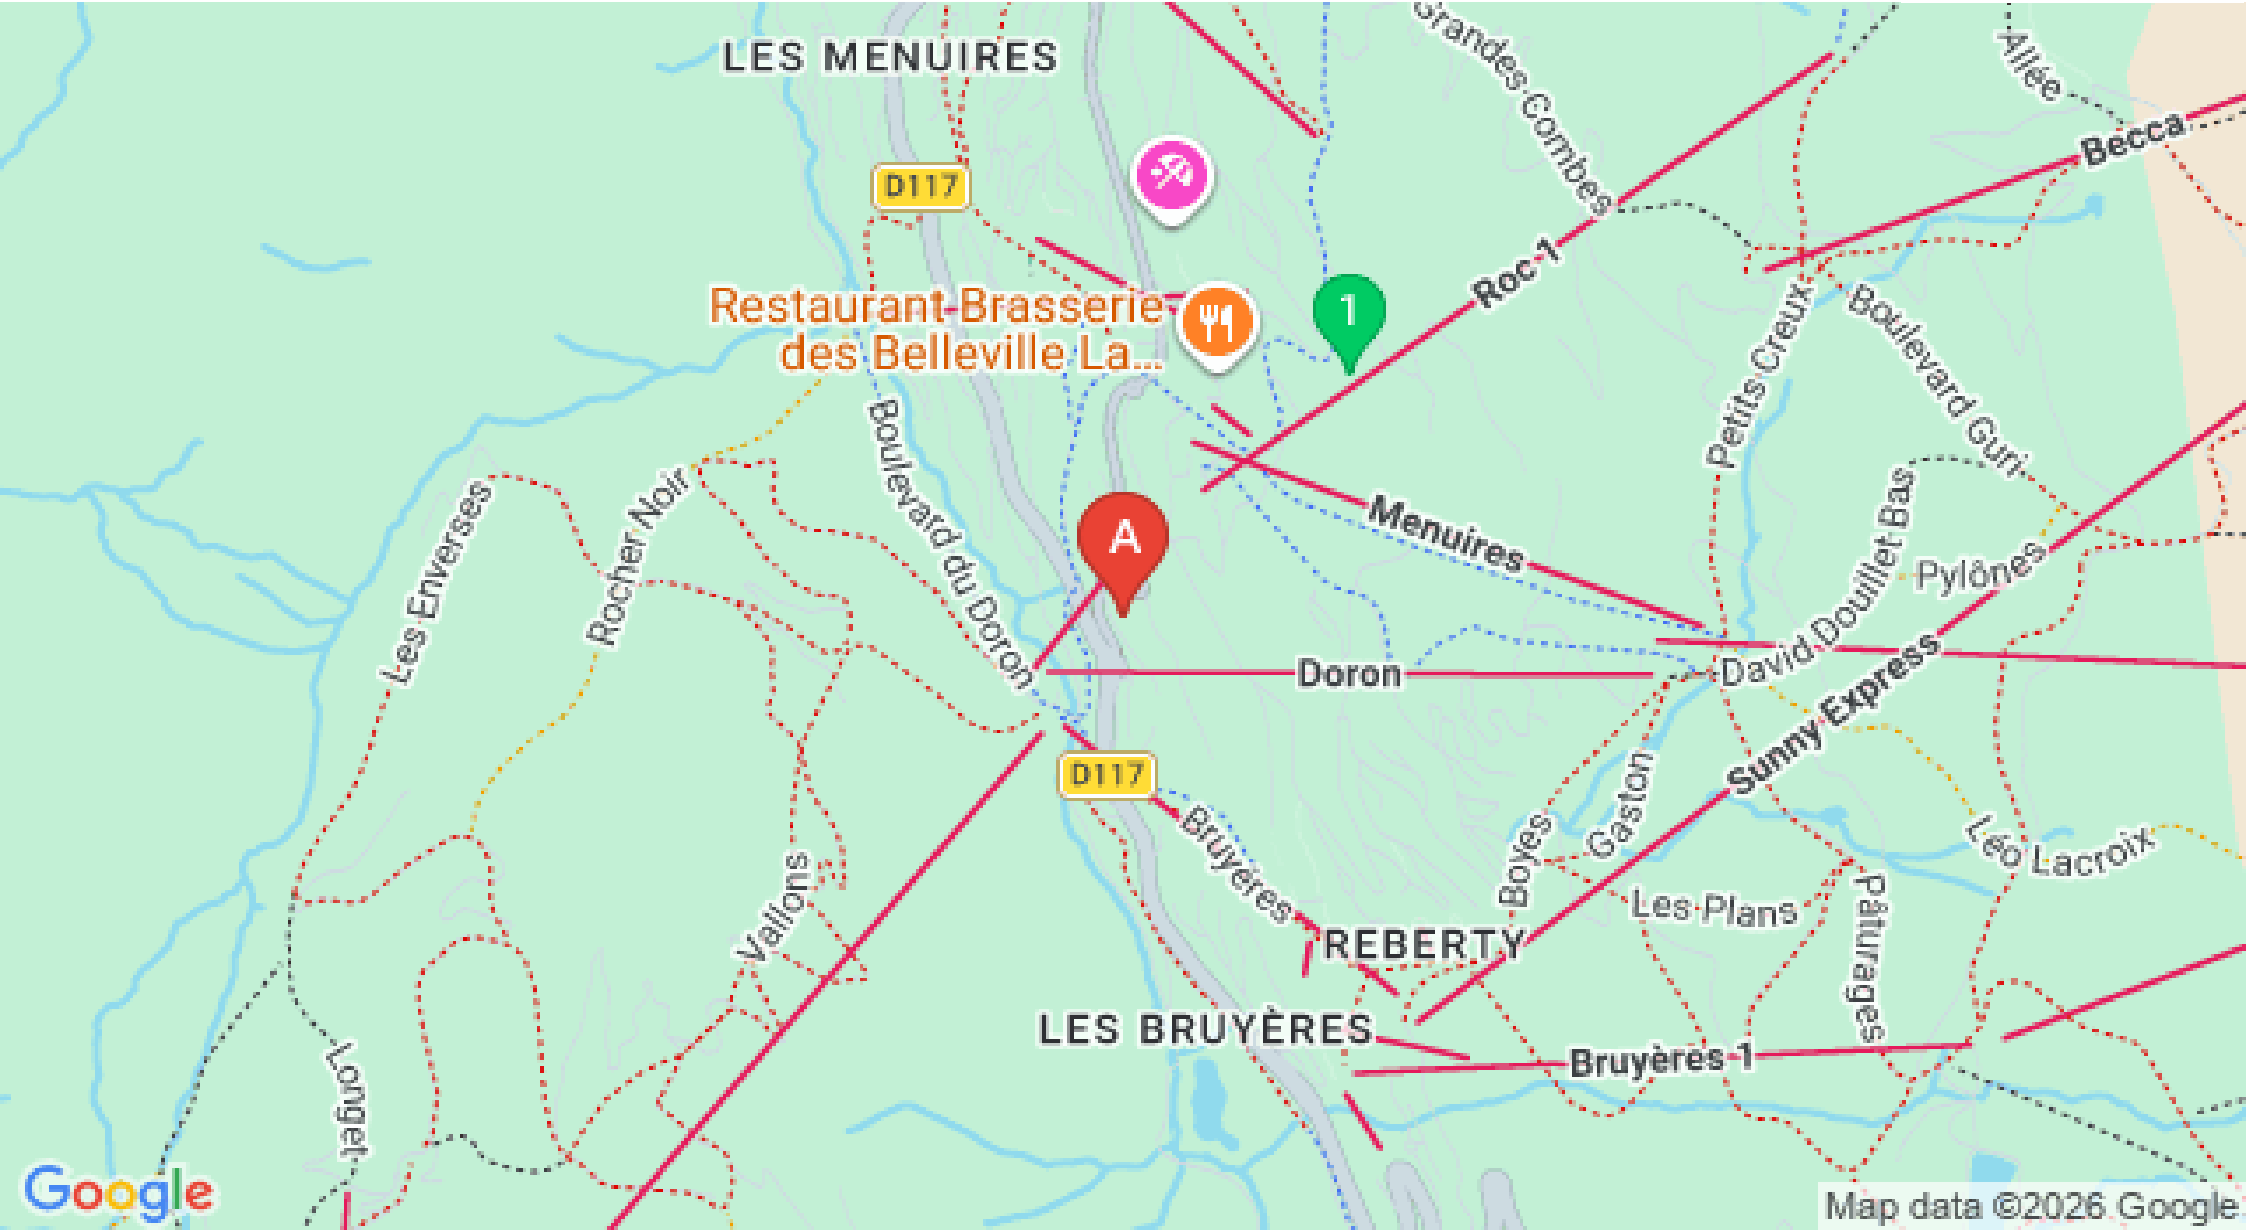 LES MENUIRES
Grandes Combes
Allée
Becca
D117
Roc 1
Restaurant Brasserie
des Belleville La...
1
Petits Creux
Boulevard Guri
Boulevard du Doron
Les Enverses
Rocher Noir
A
Menuires
David Douillet Bas
Pylônes
Doron
Sunny Express
D117
Bruyères
Gaston
Boyes
Léo Lacroix
Les Plans
Pâturages
Vallons
REBERTY
LES BRUYÈRES
Bruyères 1
Longet
Google
Map data ©2026 Google